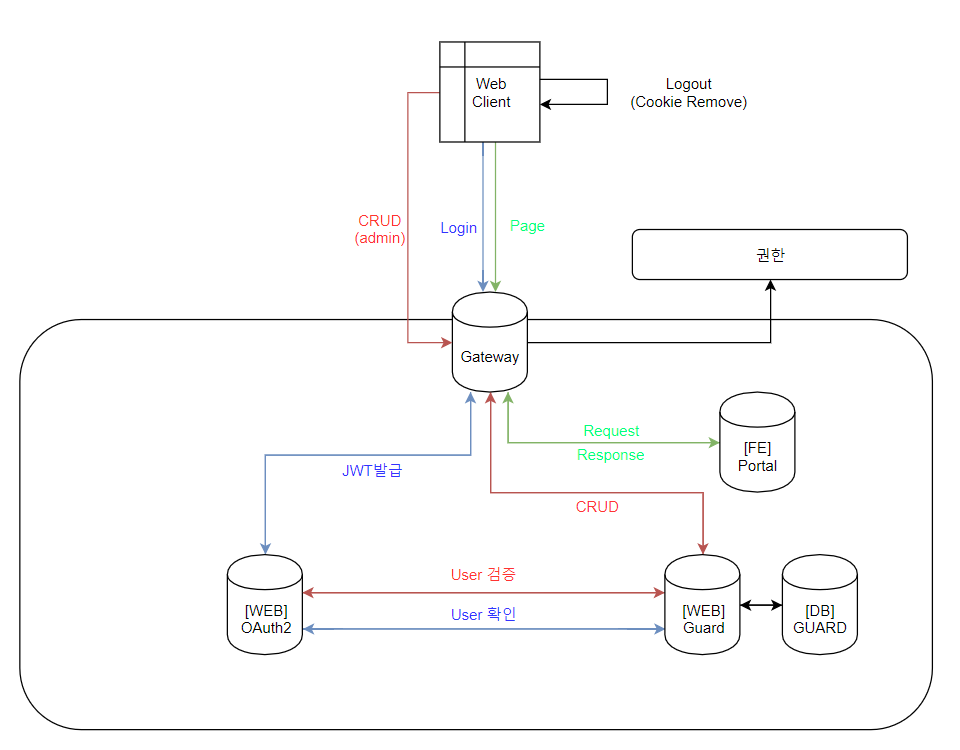 Web
Client
Logout
(Cookie Remove)
CRUD
(admin)
Login
Page
권한
Gateway
Request
Response
[FE]
Portal
JWT발급
CRUD
User 검증
User 확인
[WEB]
OAuth2
[WEB]
Guard
[DB]
GUARD